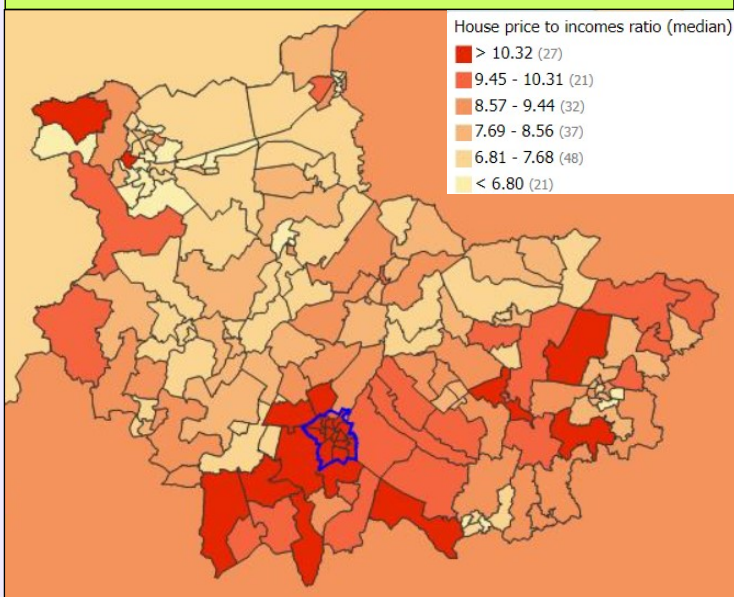 House price to incomes ratio (median)
> 10.32 (27)
9.45 - 10.31 (21)
8.57 - 9.44 (32)
7.69 - 8.56 (37)
6.81 - 7.68 (48)
< 6.80 (21)